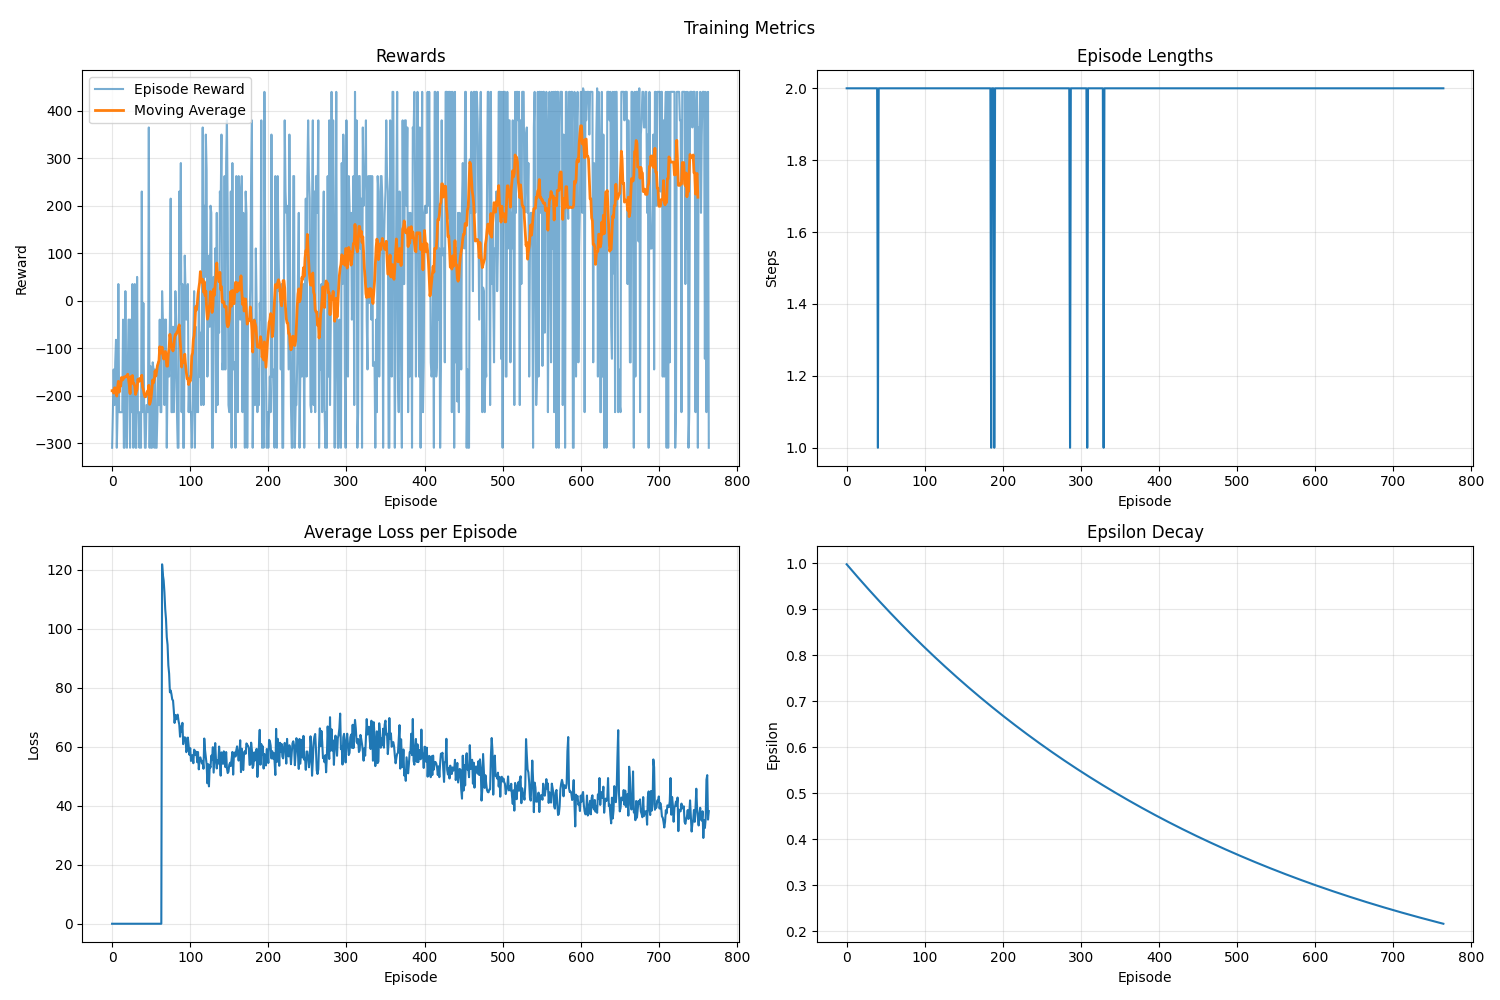 Training Metrics
Rewards
Episode Reward
Moving Average
400
300
200
100
0
−100
−200
−300
Reward
0 100 200 300 400 500 600 700 800
Episode
Episode Lengths
2.0
1.8
1.6
1.4
1.2
1.0
Steps
0 100 200 300 400 500 600 700 800
Episode
Average Loss per Episode
120
100
80
60
40
20
0
Loss
0 100 200 300 400 500 600 700 800
Episode
Epsilon Decay
1.0
0.9
0.8
0.7
0.6
0.5
0.4
0.3
0.2
Epsilon
0 100 200 300 400 500 600 700 800
Episode